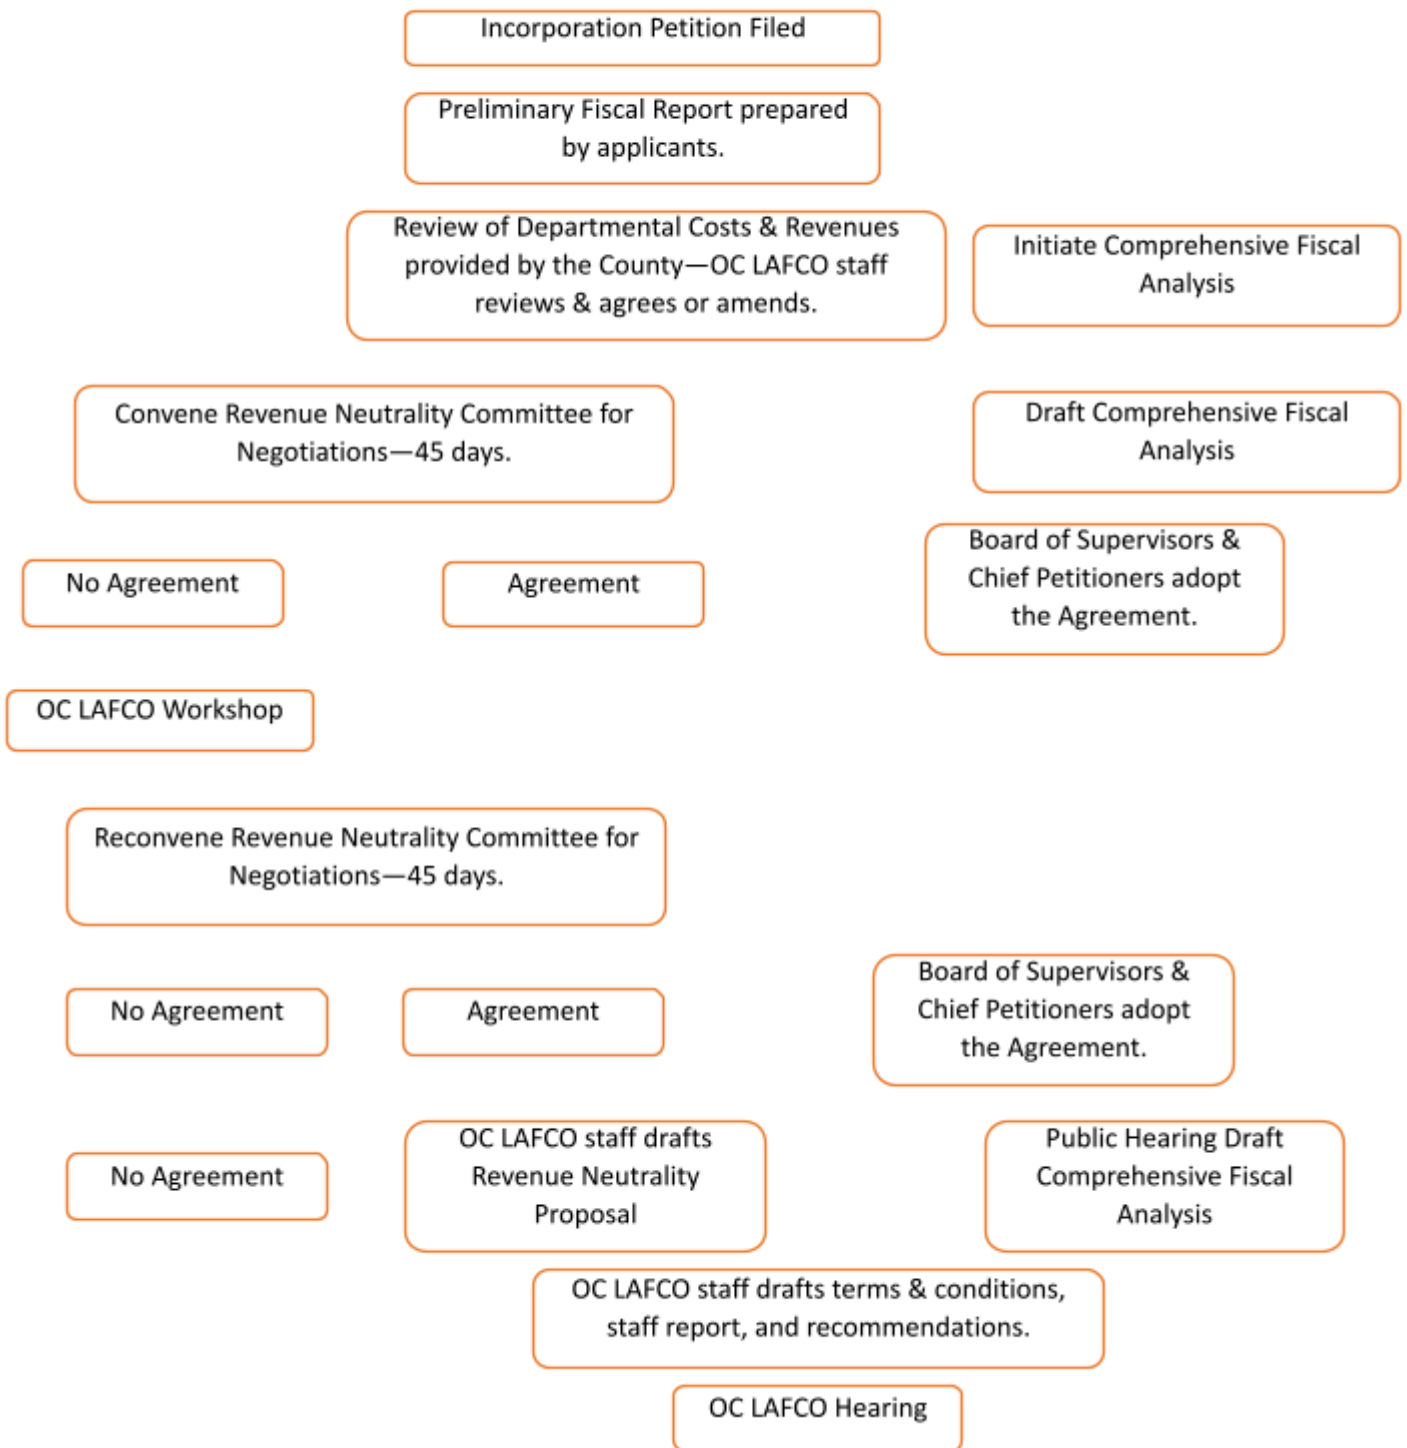 Incorporation Petition Filed
Preliminary Fiscal Report prepared
by applicants.
Review of Departmental Costs & Revenues
provided by the County—OC LAFCO staff
reviews & agrees or amends.
Initiate Comprehensive Fiscal
Analysis
Convene Revenue Neutrality Committee for
Negotiations—45 days.
Draft Comprehensive Fiscal
Analysis
No Agreement
Agreement
Board of Supervisors &
Chief Petitioners adopt
the Agreement.
OC LAFCO Workshop
Reconvene Revenue Neutrality Committee for
Negotiations—45 days.
No Agreement
Agreement
Board of Supervisors &
Chief Petitioners adopt
the Agreement.
No Agreement
OC LAFCO staff drafts
Revenue Neutrality
Proposal
Public Hearing Draft
Comprehensive Fiscal
Analysis
OC LAFCO staff drafts terms & conditions,
staff report, and recommendations.
OC LAFCO Hearing